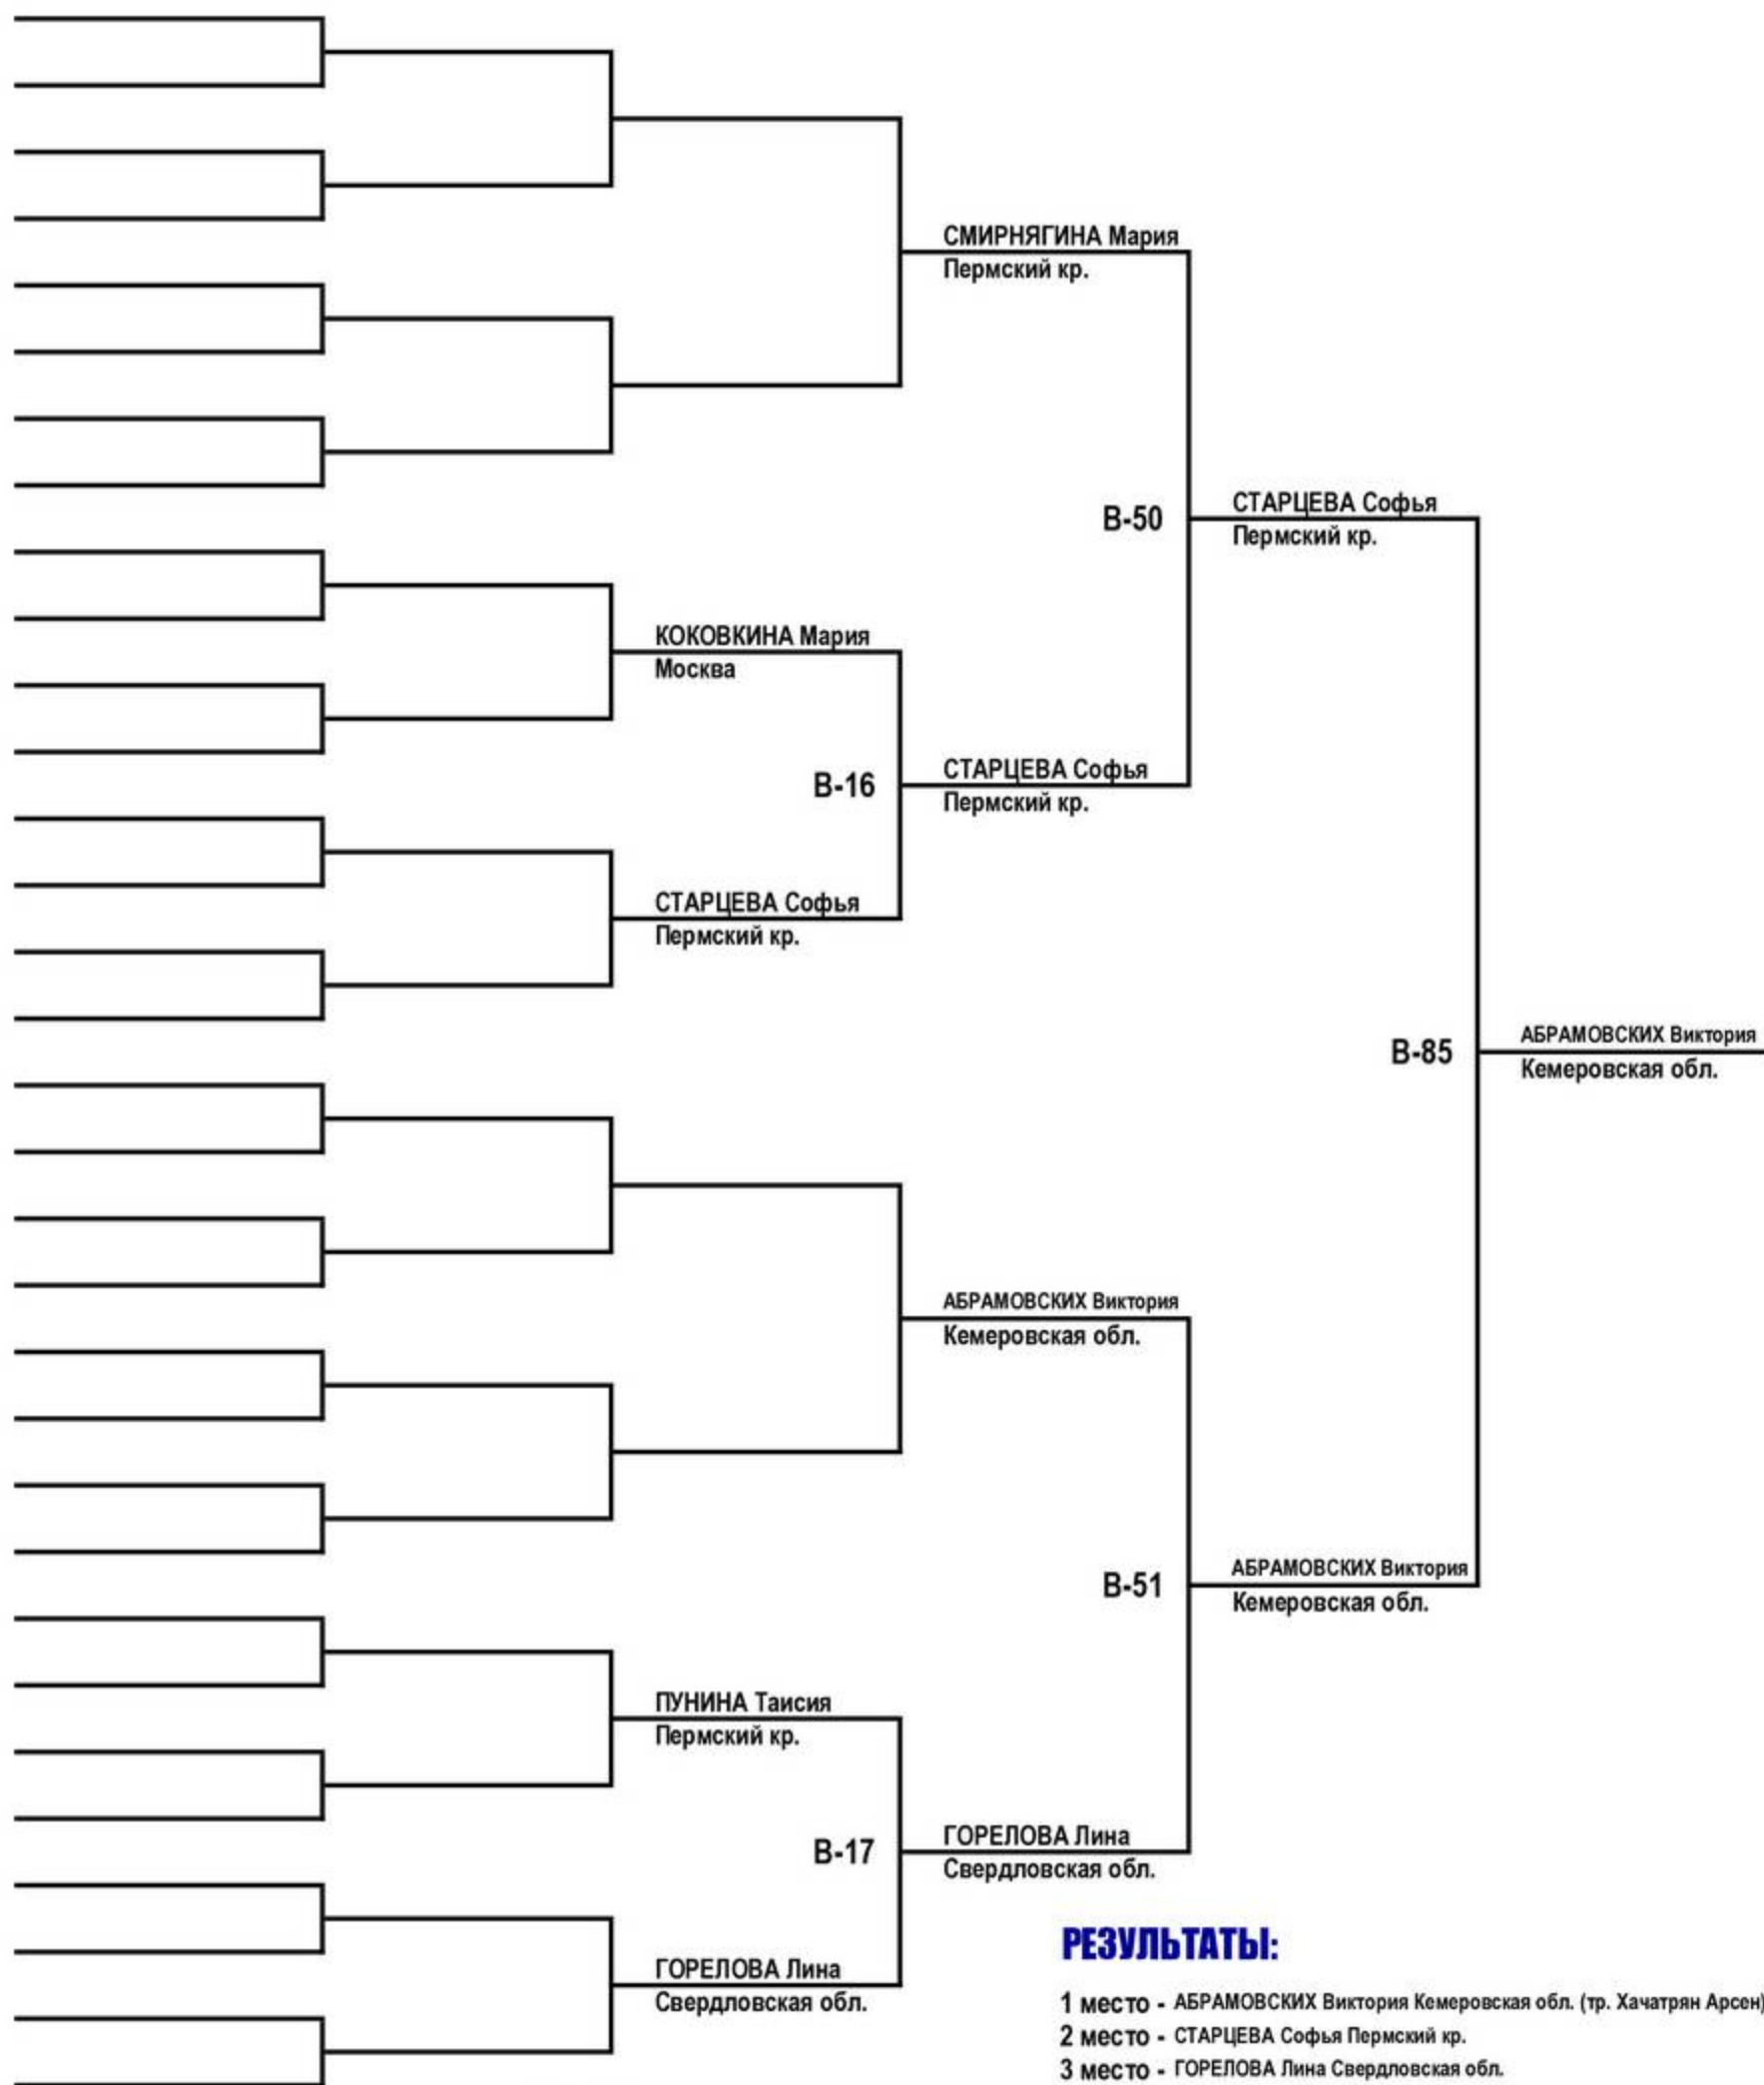 СМИРНЯГИНА Мария
Пермский кр.
В-50
СТАРЦЕВА Софья
Пермский кр.
КОКОВКИНА Мария
Москва
В-16
СТАРЦЕВА Софья
Пермский кр.
СТАРЦЕВА Софья
Пермский кр.
В-85
АБРАМОВСКИХ Виктория
Кемеровская обл.
АБРАМОВСКИХ Виктория
Кемеровская обл.
В-51
АБРАМОВСКИХ Виктория
Кемеровская обл.
ПУНИНА Таисия
Пермский кр.
В-17
ГОРЕЛОВА Лина
Свердловская обл.
ГОРЕЛОВА Лина
Свердловская обл.
РЕЗУЛЬТАТЫ:
1 место - АБРАМОВСКИХ Виктория Кемеровская обл. (тр. Хачатрян Арсен)
2 место - СТАРЦЕВА Софья Пермский кр.
3 место - ГОРЕЛОВА Лина Свердловская обл.